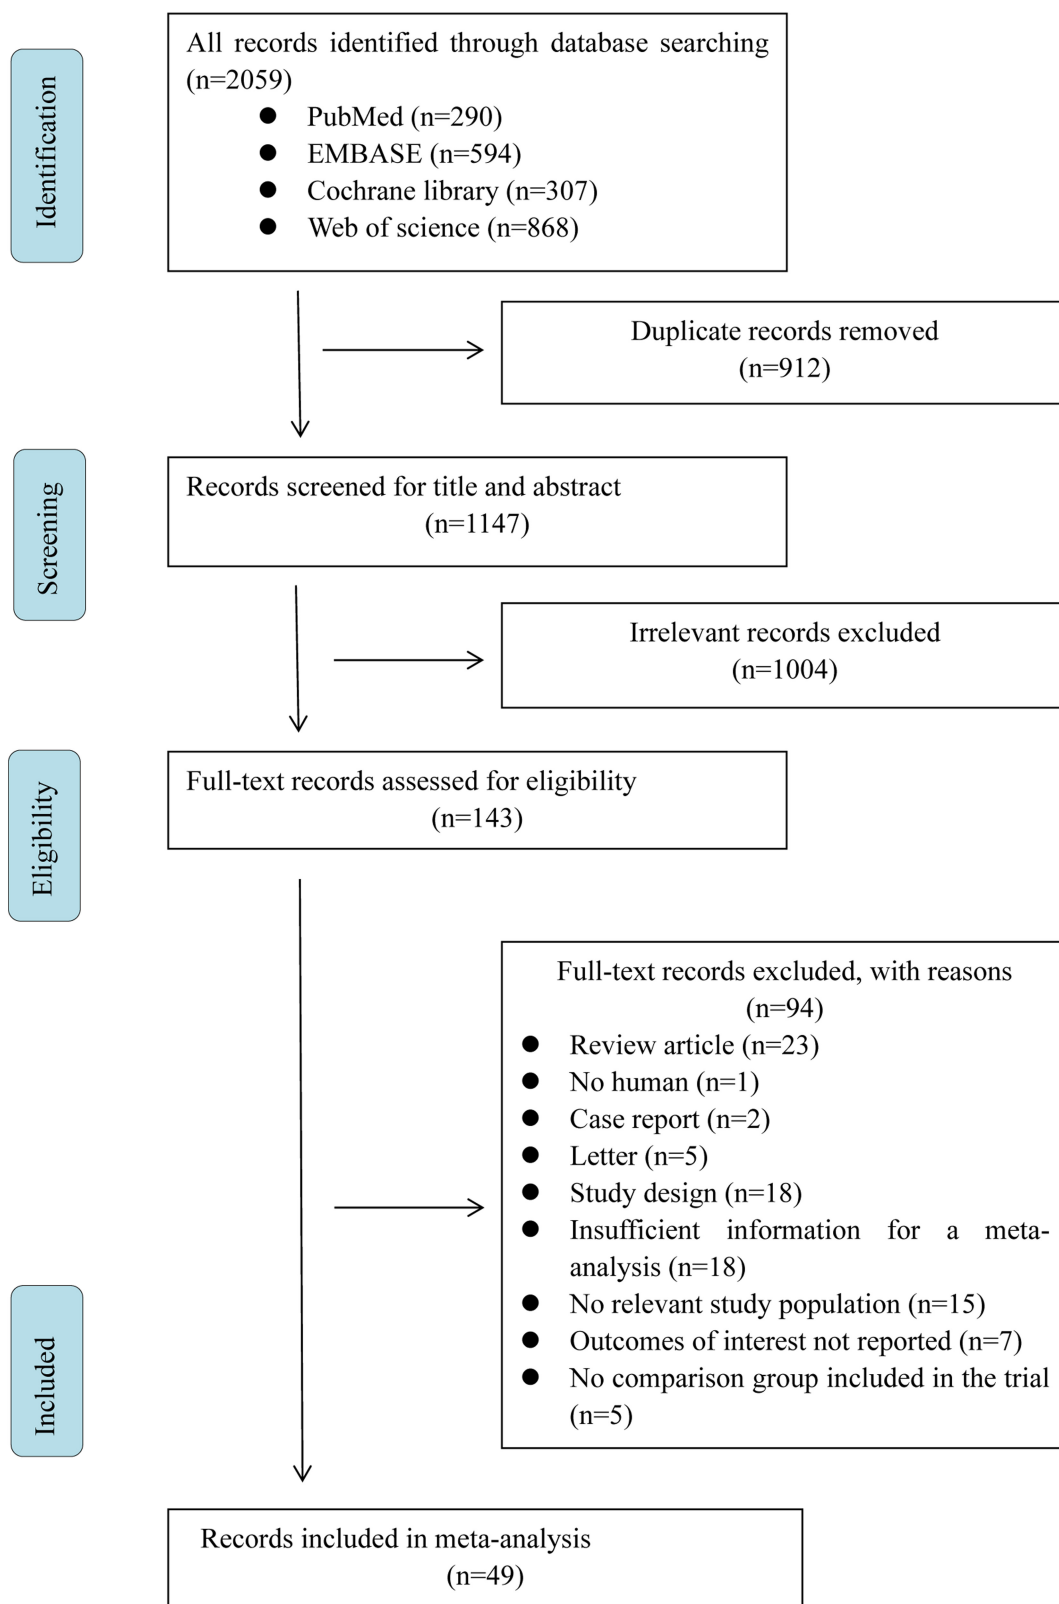 Identification
All records identified through database searching
(n=2059)
● PubMed (n=290)
● EMBASE (n=594)
● Cochrane library (n=307)
● Web of science (n=868)
Duplicate records removed
(n=912)
Screening
Records screened for title and abstract
(n=1147)
Irrelevant records excluded
(n=1004)
Eligibility
Full-text records assessed for eligibility
(n=143)
Full-text records excluded, with reasons
(n=94)
● Review article (n=23)
● No human (n=1)
● Case report (n=2)
● Letter (n=5)
● Study design (n=18)
● Insufficient information for a meta-
analysis (n=18)
● No relevant study population (n=15)
● Outcomes of interest not reported (n=7)
● No comparison group included in the trial
(n=5)
Included
Records included in meta-analysis
(n=49)